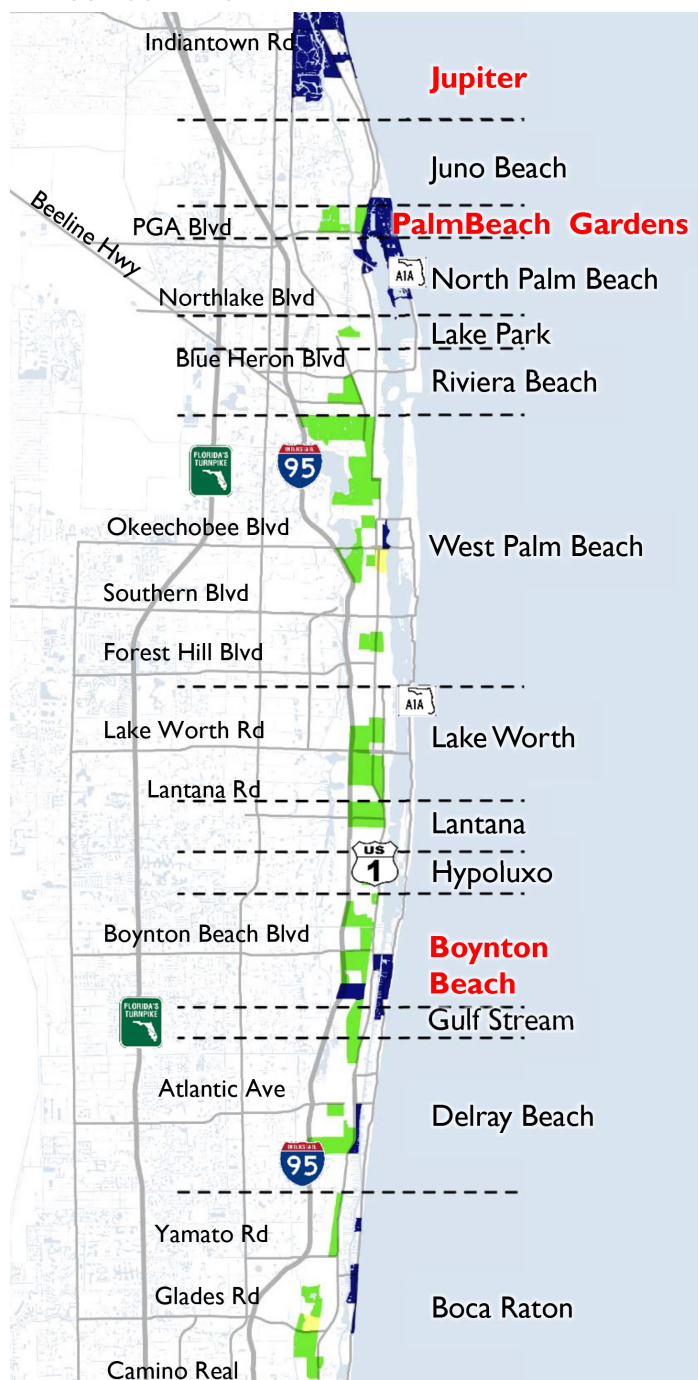 Indiantown Rd
Jupiter
Juno Beach
Beeline Hwy
PGA Blvd
PalmBeach Gardens
A1A
North Palm Beach
Northlake Blvd
Lake Park
Blue Heron Blvd
Riviera Beach
FLORIDA'S
TURNPIKE
INTERSTATE
95
Okeechobee Blvd
West Palm Beach
Southern Blvd
Forest Hill Blvd
A1A
Lake Worth Rd
Lake Worth
Lantana Rd
Lantana
US
1
Hypoluxo
Boynton Beach Blvd
Boynton
Beach
FLORIDA'S
TURNPIKE
Gulf Stream
Atlantic Ave
Delray Beach
INTERSTATE
95
Yamato Rd
Glades Rd
Boca Raton
Camino Real